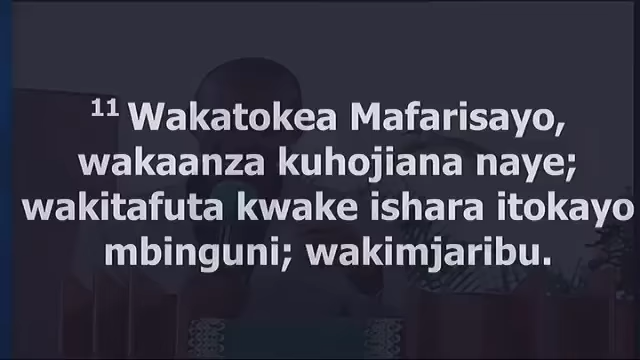 11 Wakatokea Mafarisayo,
wakaanza kuhojiana naye;
wakitafuta kwake ishara itokayo
mbinguni; wakimjaribu.